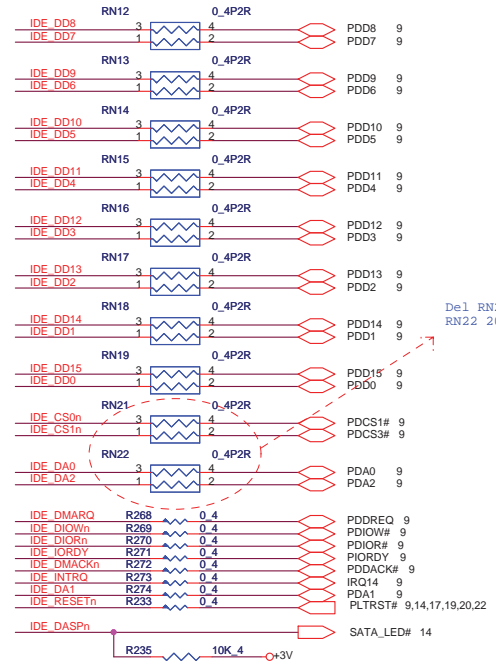 RN12 0_4P2R
IDE_DD8 3 4 PDD8 9
IDE_DD7 1 2 PDD7 9
RN13 0_4P2R
IDE_DD9 3 4 PDD9 9
IDE_DD6 1 2 PDD6 9
RN14 0_4P2R
IDE_DD10 3 4 PDD10 9
IDE_DD5 1 2 PDD5 9
RN15 0_4P2R
IDE_DD11 3 4 PDD11 9
IDE_DD4 1 2 PDD4 9
RN16 0_4P2R
IDE_DD12 3 4 PDD12 9
IDE_DD3 1 2 PDD3 9
RN17 0_4P2R
IDE_DD13 3 4 PDD13 9
IDE_DD2 1 2 PDD2 9
RN18 0_4P2R
IDE_DD14 3 4 PDD14 9
IDE_DD1 1 2 PDD1 9
Del RN
RN22 20
RN19 0_4P2R
IDE_DD15 3 4 PDD15 9
IDE_DD0 1 2 PDD0 9
RN21 0_4P2R
IDE_CS0n 3 4 PDCS1# 9
IDE_CS1n 1 2 PDCS3# 9
RN22 0_4P2R
IDE_DA0 3 4 PDA0 9
IDE_DA2 1 2 PDA2 9
IDE_DMARQ R268 0_4 PDDREQ 9
IDE_DIOWn R269 0_4 PDIOW# 9
IDE_DIORn R270 0_4 PDIOR# 9
IDE_IORDY R271 0_4 PIORDY 9
IDE_DMACKn R272 0_4 PDDACK# 9
IDE_INTRQ R273 0_4 IRQ14 9
IDE_DA1 R274 0_4 PDA1 9
IDE_RESETn R233 0_4 PLTRST# 9,14,17,19,20,22
IDE_DASPn SATA_LED# 14
R235 10K_4 +3V